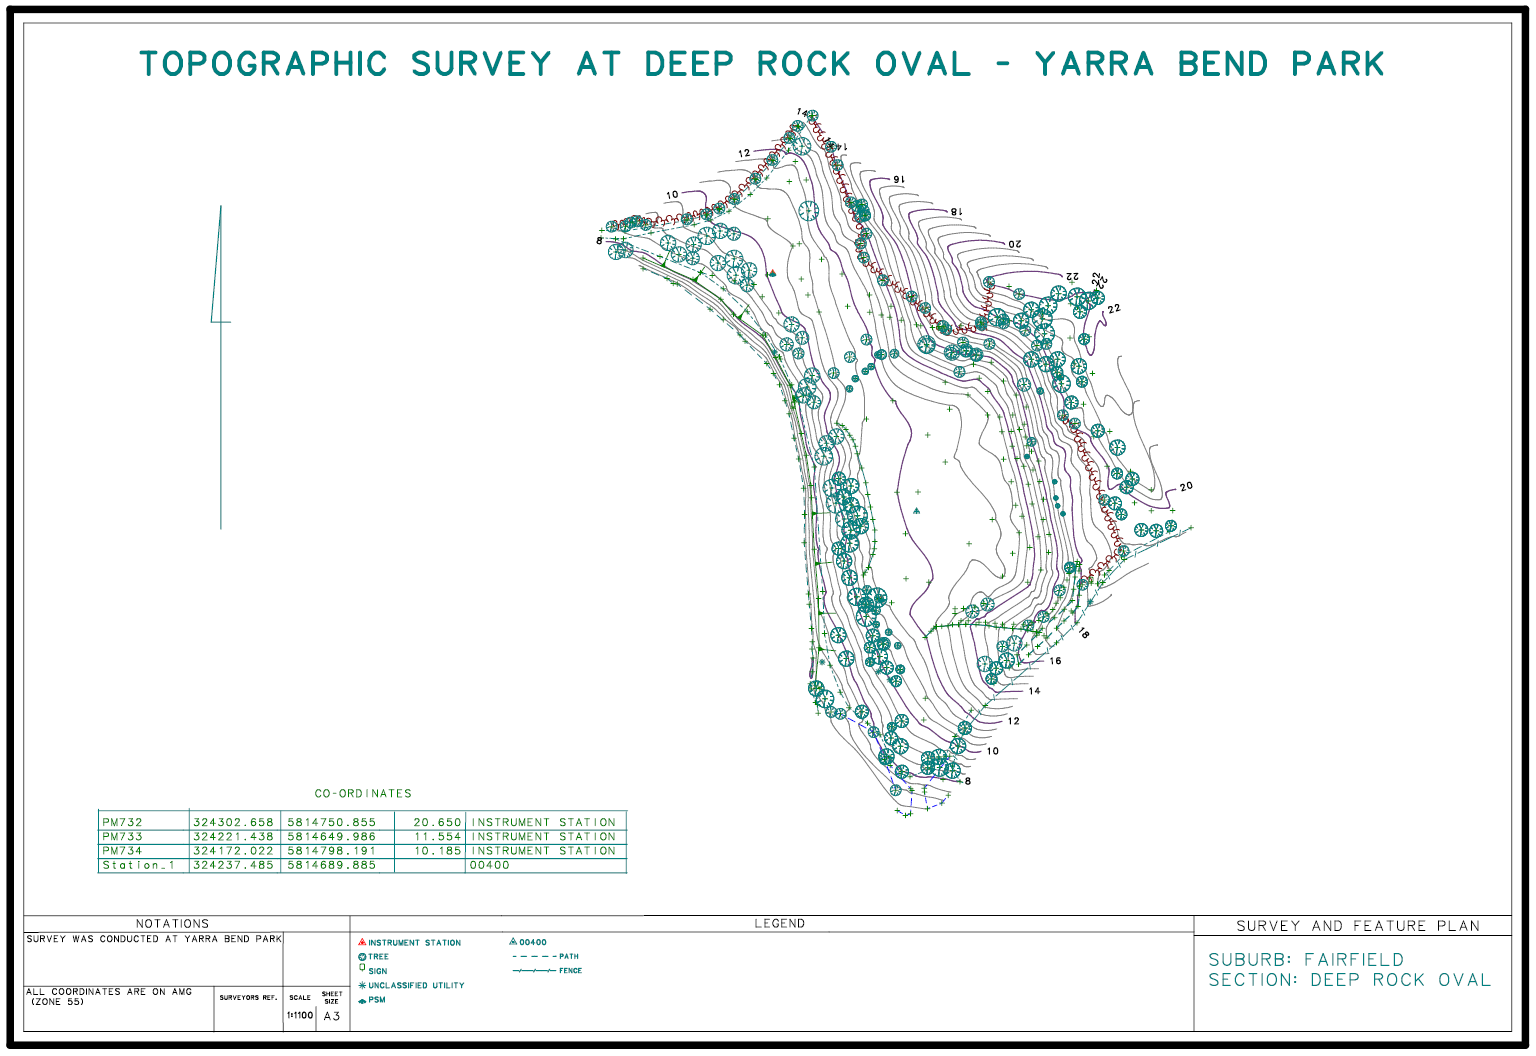 TOPOGRAPHIC SURVEY AT DEEP ROCK OVAL - YARRA BEND PARK
14
14
12
16
10
18
8
20
22
22
22
22
20
18
16
14
12
10
8
CO-ORDINATES
PM732 324302.658 5814750.855 20.650 INSTRUMENT STATION
PM733 324221.438 5814649.986 11.554 INSTRUMENT STATION
PM734 324172.022 5814798.191 10.185 INSTRUMENT STATION
Station_1 324237.485 5814689.885 00400
NOTATIONS
SURVEY WAS CONDUCTED AT YARRA BEND PARK
ALL COORDINATES ARE ON AMG
(ZONE 55)
SURVEYORS REF.
SCALE
1:1100
SHEET
SIZE
A3
LEGEND
INSTRUMENT STATION
TREE
SIGN
UNCLASSIFIED UTILITY
PSM
00400
PATH
FENCE
SURVEY AND FEATURE PLAN
SUBURB: FAIRFIELD
SECTION: DEEP ROCK OVAL